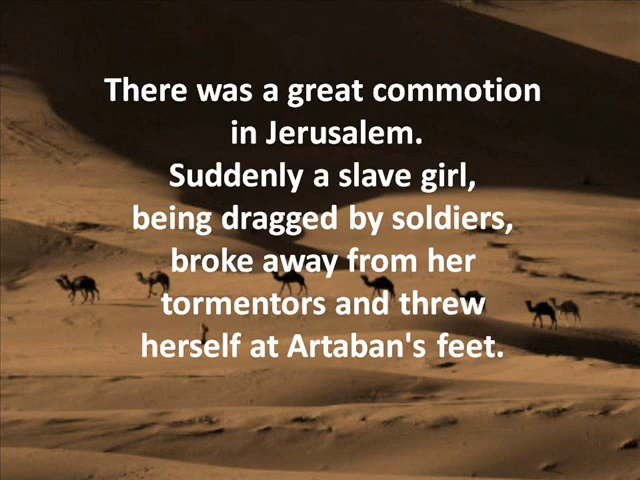 There was a great commotion
in Jerusalem.
Suddenly a slave girl,
being dragged by soldiers,
broke away from her
tormentors and threw
herself at Artaban's feet.